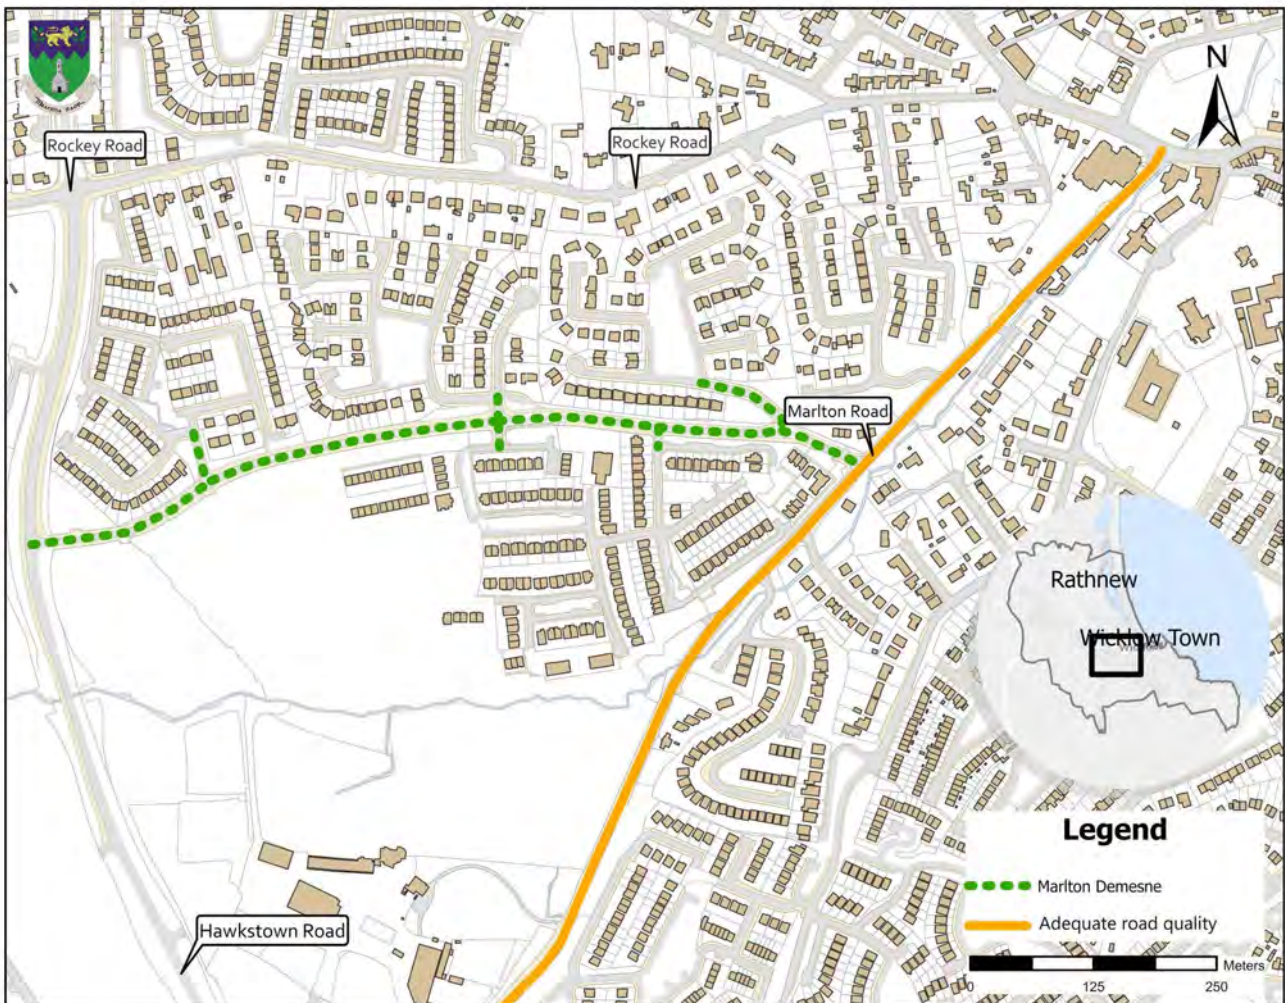 N
Rockey Road
Rockey Road
Marlton Road
Rathnew
Wicklow Town
Legend
Marlton Demesne
Adequate road quality
Hawkstown Road
Meters
0 125 250